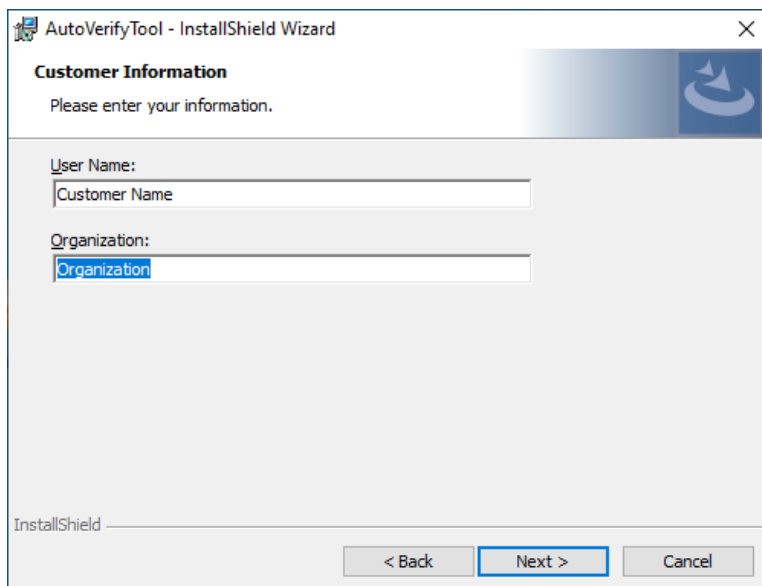 AutoVerifyTool - InstallShield Wizard
Customer Information
Please enter your information.
User Name:
Customer Name
Organization:
Organization
InstallShield
< Back
Next >
Cancel